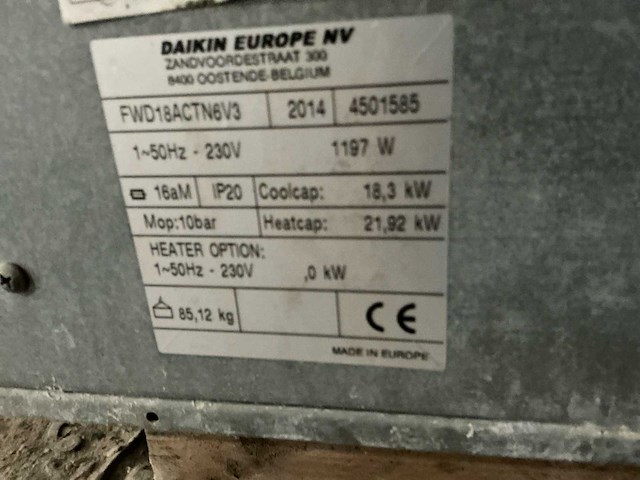 DAIKIN EUROPE NV
ZANDVOORDESTRAAT 300
8400 OOSTENDE-BELGIUM
FWD18ACTN6V3 2014 4501585
1~50Hz - 230V 1197 W
16aM IP20 Coolcap: 18,3 kW
Mop:10bar Heatcap: 21,92 kW
HEATER OPTION:
1~50Hz - 230V ,0 kW
85,12 kg CE
MADE IN EUROPE